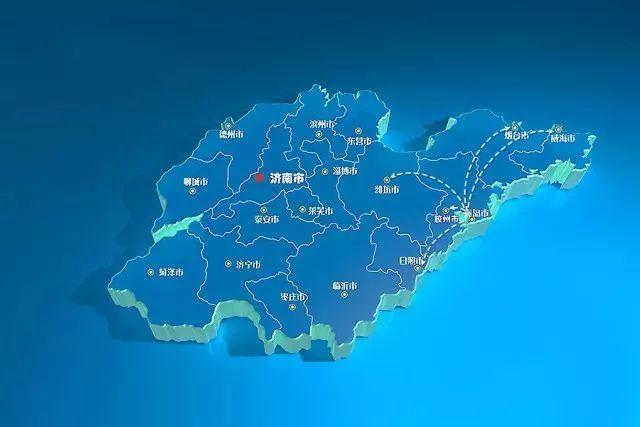 德州市
滨州市
东营市
烟台市
威海市
聊城市
济南市
淄博市
潍坊市
泰安市
莱芜市
胶州市
青岛市
菏泽市
济宁市
日照市
枣庄市
临沂市